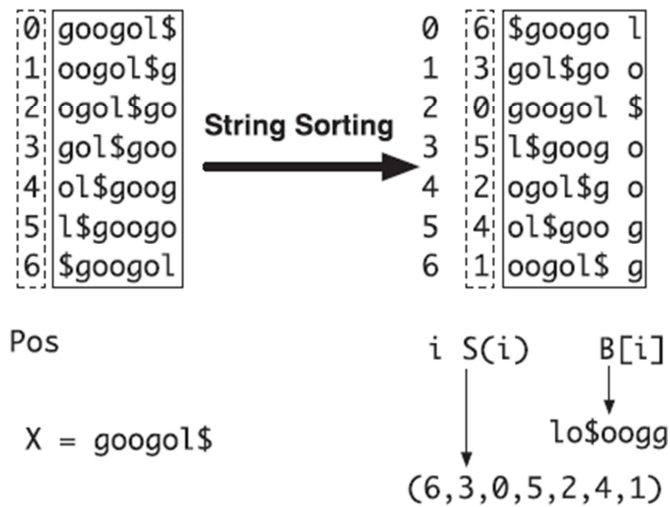 0 googol$ 0 6 $googo l
1 oogol$g 1 3 gol$go o
2 ogol$go 2 0 googol $
String Sorting
3 gol$goo 3 5 l$goog o
4 ol$goog 4 2 ogol$g o
5 l$googo 5 4 ol$goo g
6 $googol 6 1 oogol$ g
Pos i S(i) B[i]
X = googol$ lo$oogg
(6,3,0,5,2,4,1)